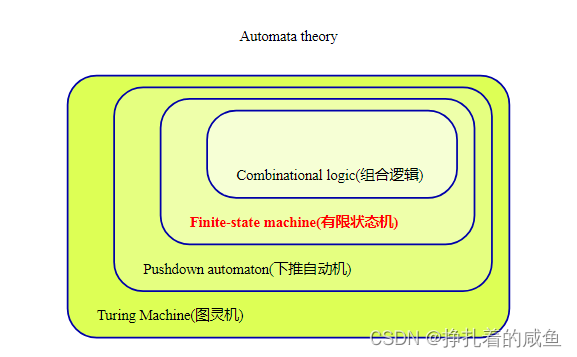 Automata theory
Combinational logic(组合逻辑)
Finite-state machine(有限状态机)
Pushdown automaton(下推自动机)
Turing Machine(图灵机)
CSDN @挣扎着的咸鱼